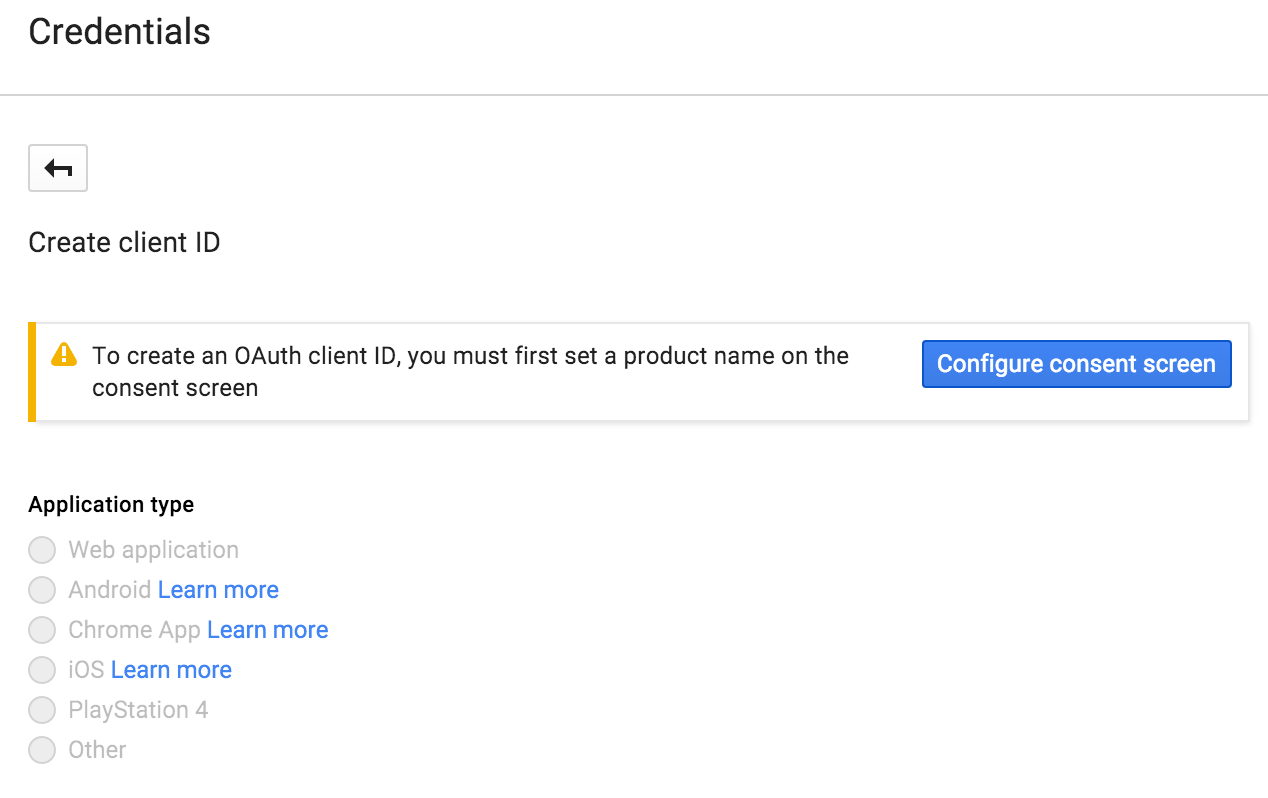 Credentials
Create client ID
To create an OAuth client ID, you must first set a product name on the
consent screen
Configure consent screen
Application type
Web application
Android Learn more
Chrome App Learn more
iOS Learn more
PlayStation 4
Other